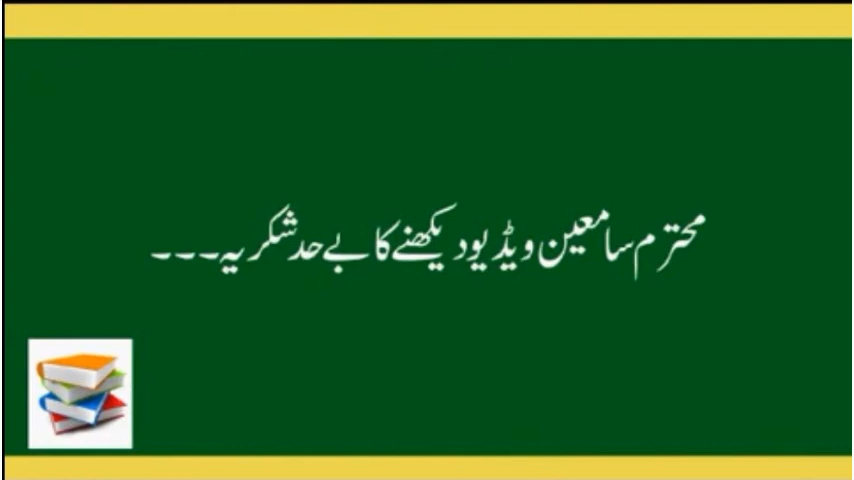 محترم سامعین ویڈیو دیکھنے کا بے حد شکریہ۔۔۔